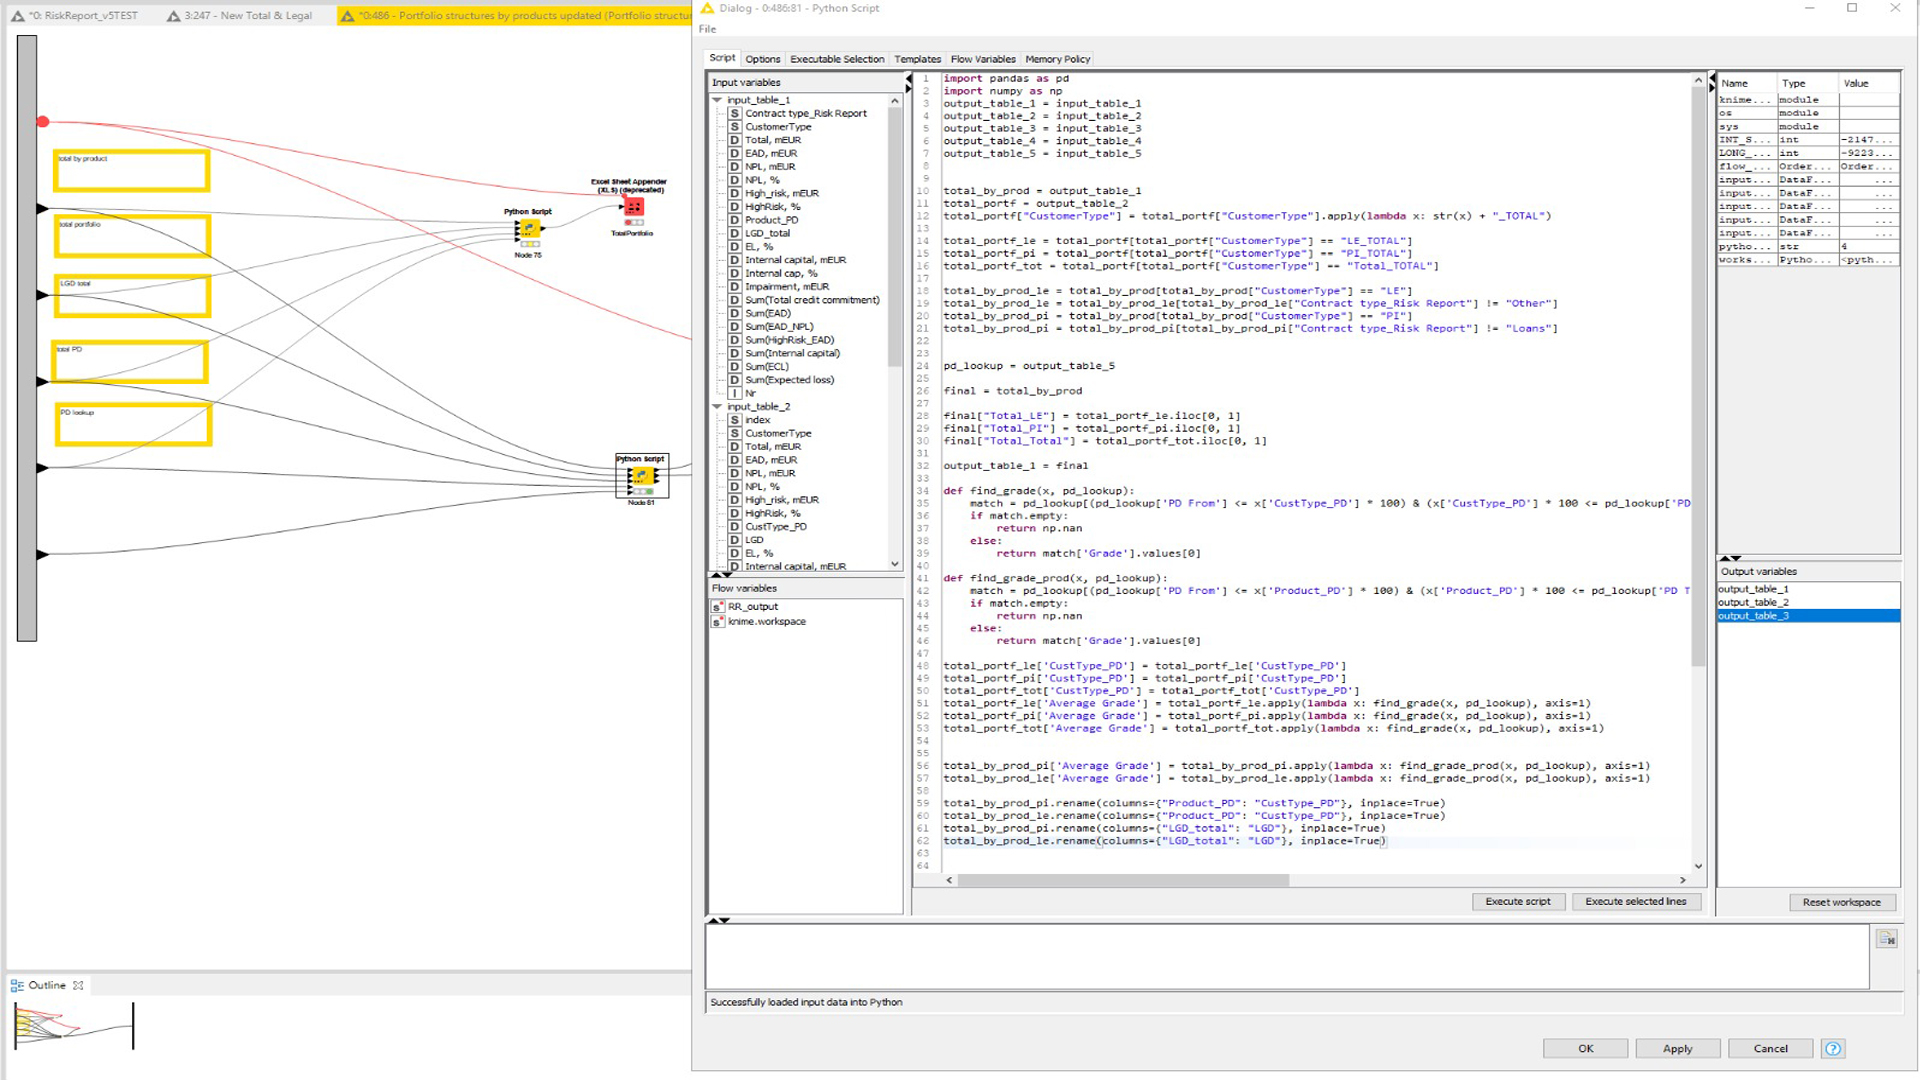 *0: RiskReport_v5TEST
3:247 - New Total & Legal
*0:486 - Portfolio structures by products updated (Portfolio structur
total by product
total portfolio
LGD total
total PD
PD lookup
Python Script
Node 75
Excel Sheet Appender
(XLS) (deprecated)
TotalPortfolio
Python Script
Node 81
Outline
Dialog - 0:486:81 - Python Script
File
Script
Options
Executable Selection
Templates
Flow Variables
Memory Policy
Input variables
input_table_1
S Contract type_Risk Report
S CustomerType
D Total, mEUR
D EAD, mEUR
D NPL, mEUR
D NPL, %
D High_risk, mEUR
D HighRisk, %
D Product_PD
D LGD_total
D EL, %
D Internal capital, mEUR
D Internal cap, %
D Impairment, mEUR
D Sum(Total credit commitment)
D Sum(EAD)
D Sum(EAD_NPL)
D Sum(HighRisk_EAD)
D Sum(Internal capital)
D Sum(ECL)
D Sum(Expected loss)
I Nr
input_table_2
S index
S CustomerType
D Total, mEUR
D EAD, mEUR
D NPL, mEUR
D NPL, %
D High_risk, mEUR
D HighRisk, %
D CustType_PD
D LGD
D EL, %
D Internal capital, mEUR
Flow variables
s RR_output
s knime.workspace
1 import pandas as pd
2 import numpy as np
3 output_table_1 = input_table_1
4 output_table_2 = input_table_2
5 output_table_3 = input_table_3
6 output_table_4 = input_table_4
7 output_table_5 = input_table_5
8
9
10 total_by_prod = output_table_1
11 total_portf = output_table_2
12 total_portf["CustomerType"] = total_portf["CustomerType"].apply(lambda x: str(x) + "_TOTAL")
13
14 total_portf_le = total_portf[total_portf["CustomerType"] == "LE_TOTAL"]
15 total_portf_pi = total_portf[total_portf["CustomerType"] == "PI_TOTAL"]
16 total_portf_tot = total_portf[total_portf["CustomerType"] == "Total_TOTAL"]
17
18 total_by_prod_le = total_by_prod[total_by_prod["CustomerType"] == "LE"]
19 total_by_prod_le = total_by_prod_le[total_by_prod_le["Contract type_Risk Report"] != "Other"]
20 total_by_prod_pi = total_by_prod[total_by_prod["CustomerType"] == "PI"]
21 total_by_prod_pi = total_by_prod_pi[total_by_prod_pi["Contract type_Risk Report"] != "Loans"]
22
23
24 pd_lookup = output_table_5
25
26 final = total_by_prod
27
28 final["Total_LE"] = total_portf_le.iloc[0, 1]
29 final["Total_PI"] = total_portf_pi.iloc[0, 1]
30 final["Total_Total"] = total_portf_tot.iloc[0, 1]
31
32 output_table_1 = final
33
34 def find_grade(x, pd_lookup):
35 match = pd_lookup[(pd_lookup['PD From'] <= x['CustType_PD'] * 100) & (x['CustType_PD'] * 100 <= pd_lookup['PD
36 if match.empty:
37 return np.nan
38 else:
39 return match['Grade'].values[0]
40
41 def find_grade_prod(x, pd_lookup):
42 match = pd_lookup[(pd_lookup['PD From'] <= x['Product_PD'] * 100) & (x['Product_PD'] * 100 <= pd_lookup['PD T
43 if match.empty:
44 return np.nan
45 else:
46 return match['Grade'].values[0]
47
48 total_portf_le['CustType_PD'] = total_portf_le['CustType_PD']
49 total_portf_pi['CustType_PD'] = total_portf_pi['CustType_PD']
50 total_portf_tot['CustType_PD'] = total_portf_tot['CustType_PD']
51 total_portf_le['Average Grade'] = total_portf_le.apply(lambda x: find_grade(x, pd_lookup), axis=1)
52 total_portf_pi['Average Grade'] = total_portf_pi.apply(lambda x: find_grade(x, pd_lookup), axis=1)
53 total_portf_tot['Average Grade'] = total_portf_tot.apply(lambda x: find_grade(x, pd_lookup), axis=1)
54
55
56 total_by_prod_pi['Average Grade'] = total_by_prod_pi.apply(lambda x: find_grade_prod(x, pd_lookup), axis=1)
57 total_by_prod_le['Average Grade'] = total_by_prod_le.apply(lambda x: find_grade_prod(x, pd_lookup), axis=1)
58
59 total_by_prod_pi.rename(columns={"Product_PD": "CustType_PD"}, inplace=True)
60 total_by_prod_le.rename(columns={"Product_PD": "CustType_PD"}, inplace=True)
61 total_by_prod_pi.rename(columns={"LGD_total": "LGD"}, inplace=True)
62 total_by_prod_le.rename(columns={"LGD_total": "LGD"}, inplace=True)
63
64
Execute script
Execute selected lines
Name Type Value
knime... module
os module
sys module
INT_S... int -2147...
LONG_... int -9223...
flow_... Order... Order...
input... DataF... ...
input... DataF... ...
input... DataF... ...
input... DataF... ...
input... DataF... ...
pytho... str 4
works... Pytho... <pyth...
Output variables
output_table_1
output_table_2
output_table_3
Reset workspace
Successfully loaded input data into Python
OK
Apply
Cancel
?